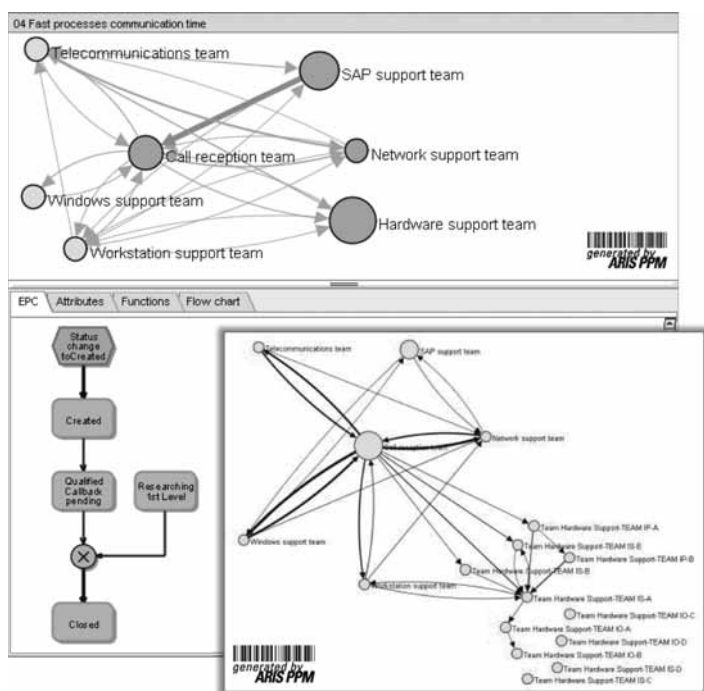 04 Fast processes communication time
Telecommunications team
SAP support team
Call reception team
Network support team
Windows support team
Hardware support team
Workstation support team
generated by
ARIS PPM
EPC Attributes Functions Flow chart
Status
change
toCreated
Created
Qualified
Callback
pending
Researching
1st Level
Closed
Telecommunications team
SAP support team
Network support team
Call reception team
Windows support team
Workstation support team
Team Hardware Support-TEAM IP-A
Team Hardware Support-TEAM IS-E
Team Hardware Support-TEAM IP-B
Team Hardware Support-TEAM IS-B
Team Hardware Support-TEAM IS-A
Team Hardware Support-TEAM IO-C
Team Hardware Support-TEAM IO-A
Team Hardware Support-TEAM IO-D
Team Hardware Support-TEAM IO-B
Team Hardware Support-TEAM IS-D
Team Hardware Support-TEAM IS-C
generated by
ARIS PPM